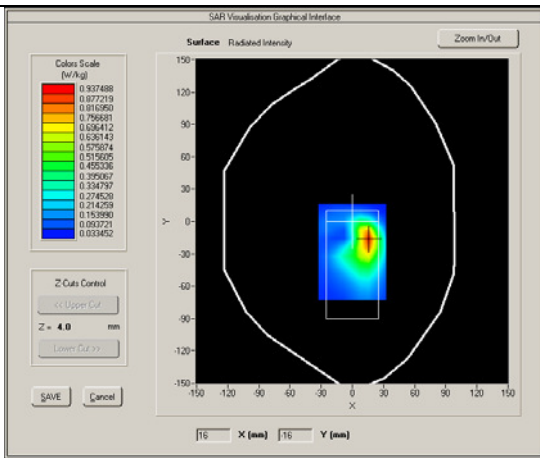 SAR Visualisation Graphical Interface
Surface Radiated Intensity
Zoom In/Out
Colors Scale
(W/kg)
0.937488
0.877219
0.816950
0.756681
0.696412
0.636143
0.575874
0.515605
0.455336
0.395067
0.334797
0.274528
0.214259
0.153990
0.093721
0.033452
Z Cuts Control
<< Upper Cut
Z = 4.0 mm
Lower Cut >>
SAVE
Cancel
150
120
90
60
30
0
-30
-60
-90
-120
-150
Y
-150 -120 -90 -60 -30 0 30 60 90 120 150
X
16 X (mm) -16 Y (mm)